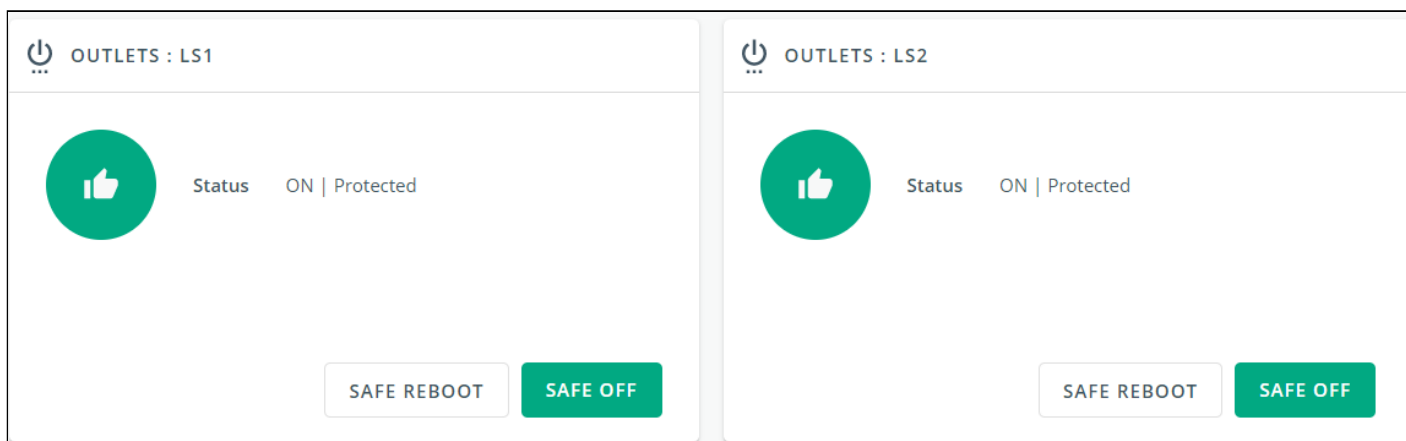 OUTLETS : LS1
Status ON | Protected
SAFE REBOOT SAFE OFF
OUTLETS : LS2
Status ON | Protected
SAFE REBOOT SAFE OFF